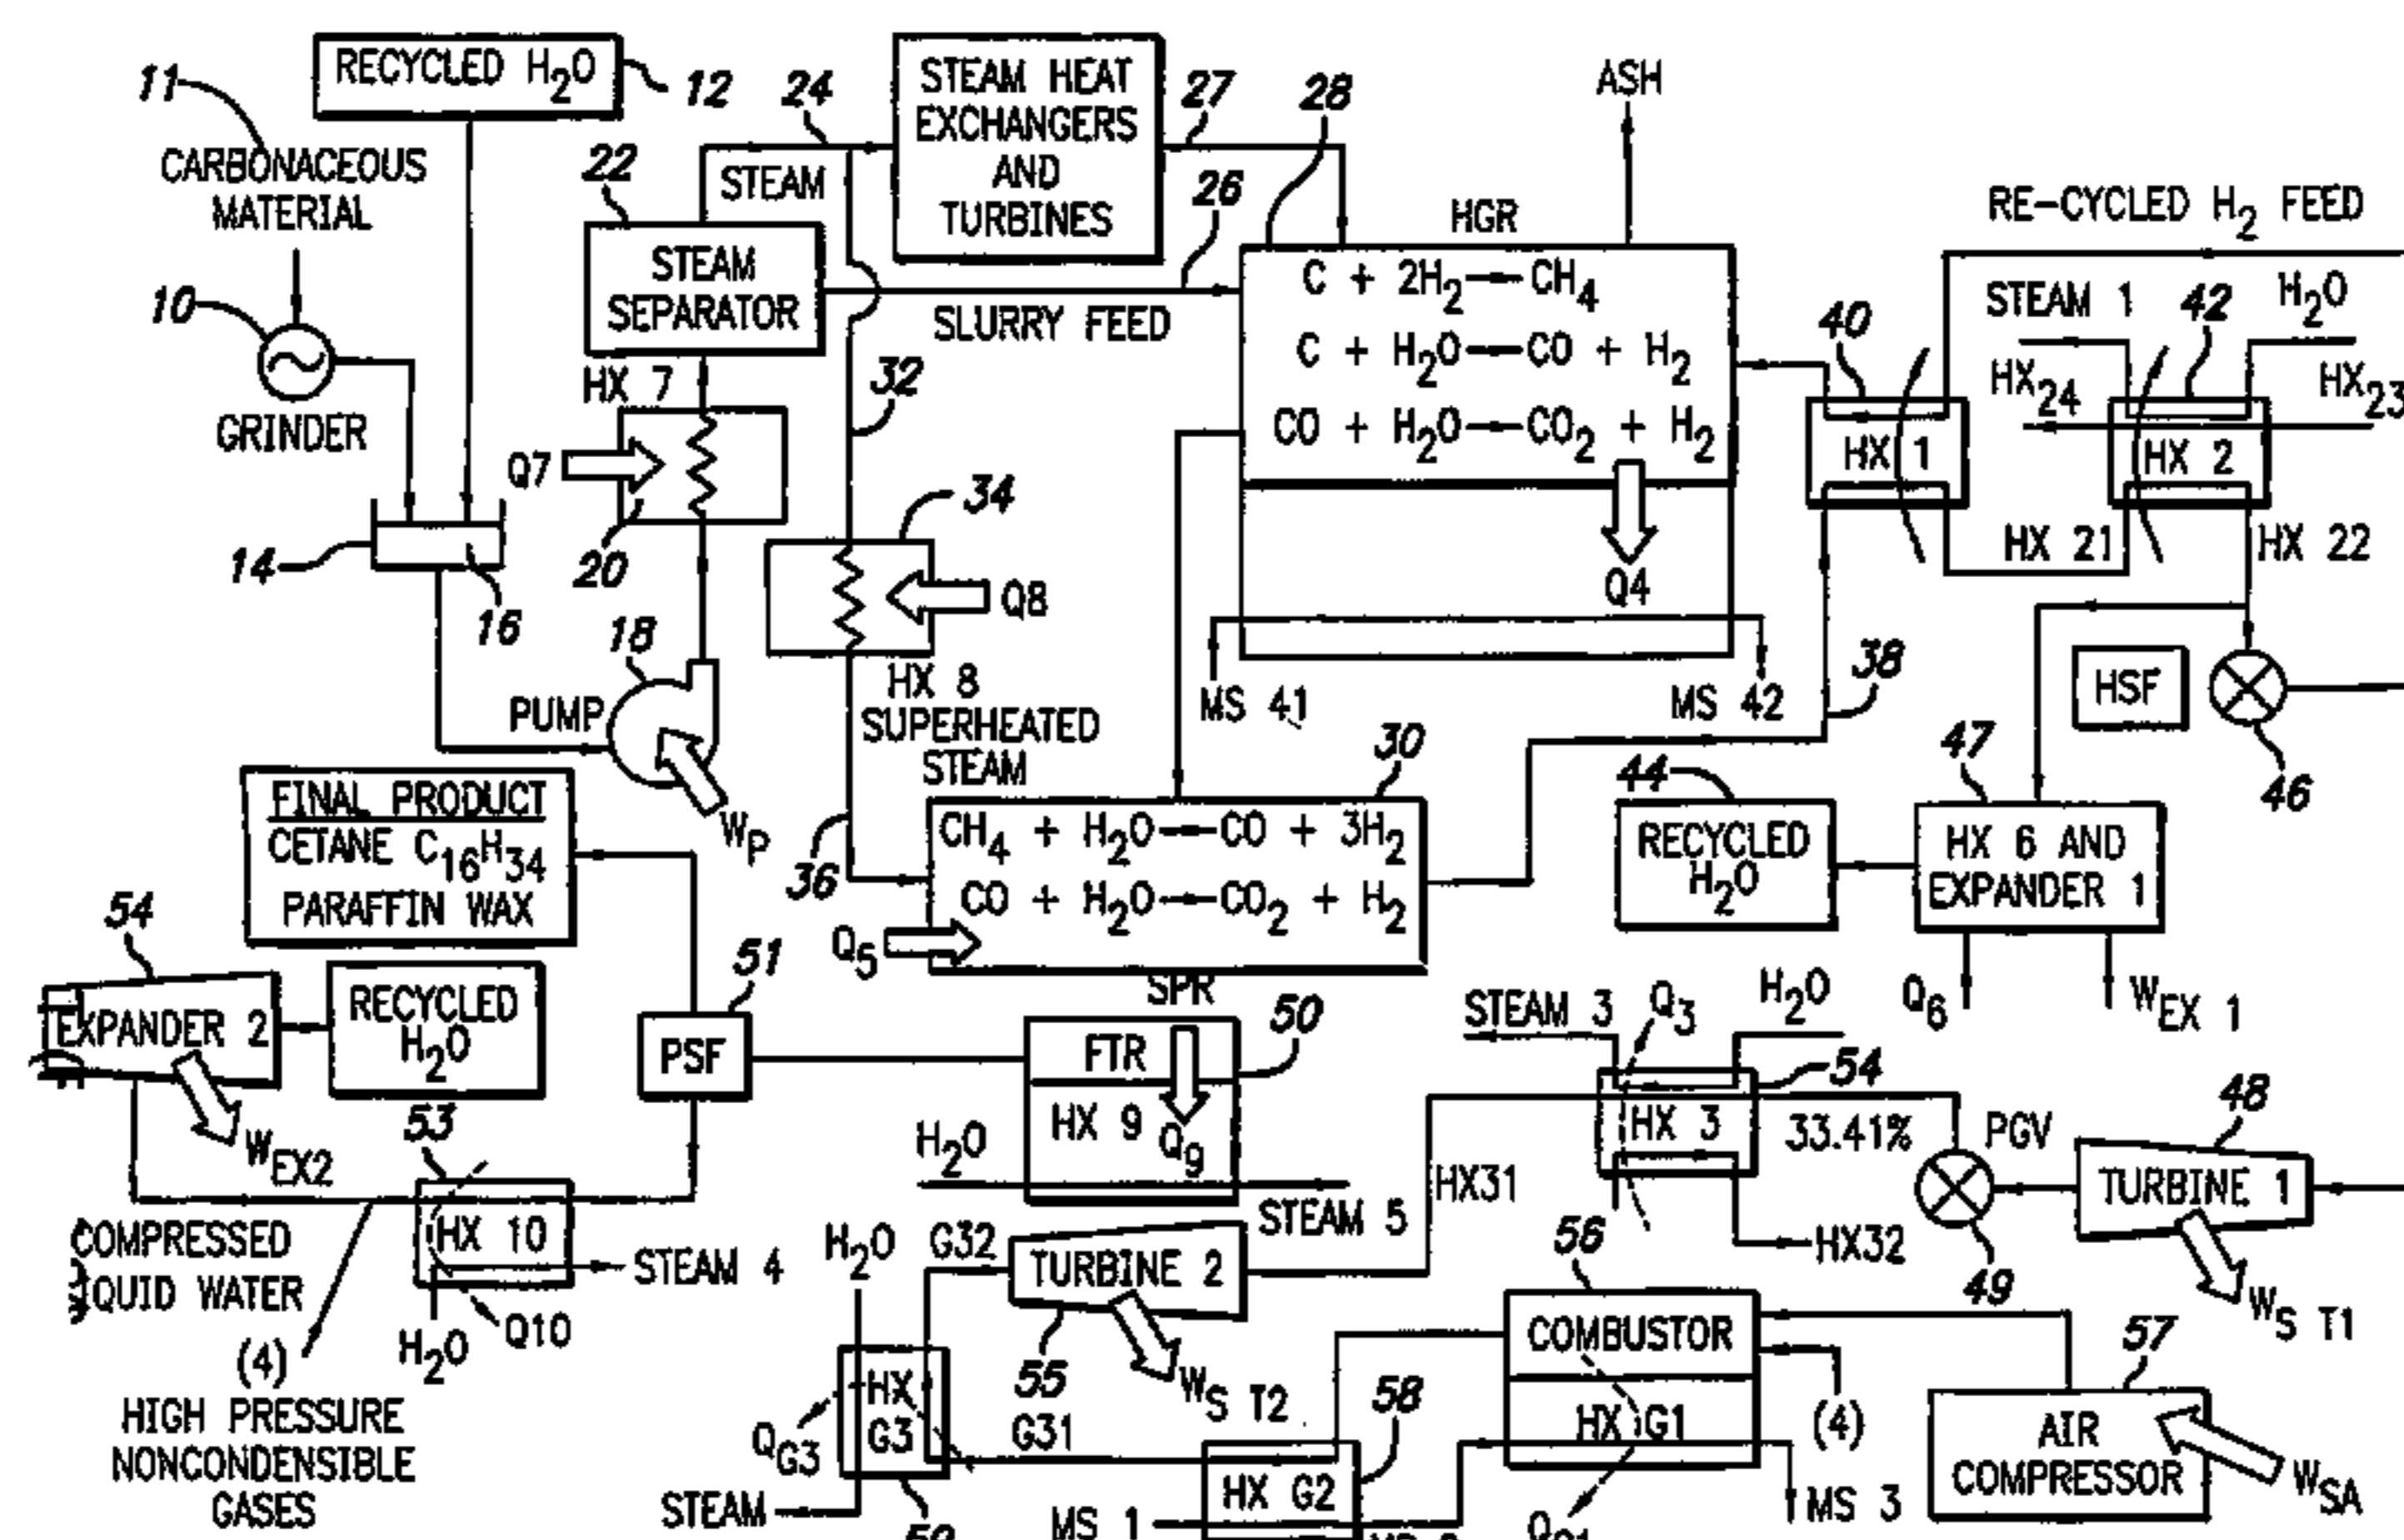 RECYCLED H2O
12
11
CARBONACEOUS
MATERIAL
10
GRINDER
14
16
22
STEAM
SEPARATOR
24
STEAM
STEAM HEAT
EXCHANGERS
AND
TURBINES
27
28
26
SLURRY FEED
HX 7
Q7
20
18
PUMP
WP
32
34
Q8
HX 8
SUPERHEATED
STEAM
36
ASH
HGR
C + 2H2 CH4
C + H2O CO + H2
CO + H2O CO2 + H2
Q4
MS 41
MS 42
RE-CYCLED H2 FEED
STEAM 1
42
H2O
40
HX24
HX23
HX 1
HX 2
HX 21
HX 22
38
HSF
46
47
HX 6 AND
EXPANDER 1
44
RECYCLED
H2O
Q6
WEX 1
30
CH4 + H2O CO + 3H2
CO + H2O CO2 + H2
Q5
SPR
FINAL PRODUCT
CETANE C16H34
PARAFFIN WAX
54
EXPANDER 2
RECYCLED
H2O
WEX2
51
PSF
50
FTR
HX 9
Q9
H2O
STEAM 5
53
HX 10
STEAM 4
H2O
Q10
COMPRESSED
QUID WATER
(4)
HIGH PRESSURE
NONCONDENSIBLE
GASES
STEAM 3
Q3
H2O
54
HX 3
33.41%
HX31
HX32
PGV
49
48
TURBINE 1
WS T1
H2O
G32
TURBINE 2
55
WS T2
HX
G3
QG3
G31
STEAM
59
58
HX G2
MS 1
56
COMBUSTOR
HX G1
(4)
MS 3
57
AIR
COMPRESSOR
WSA